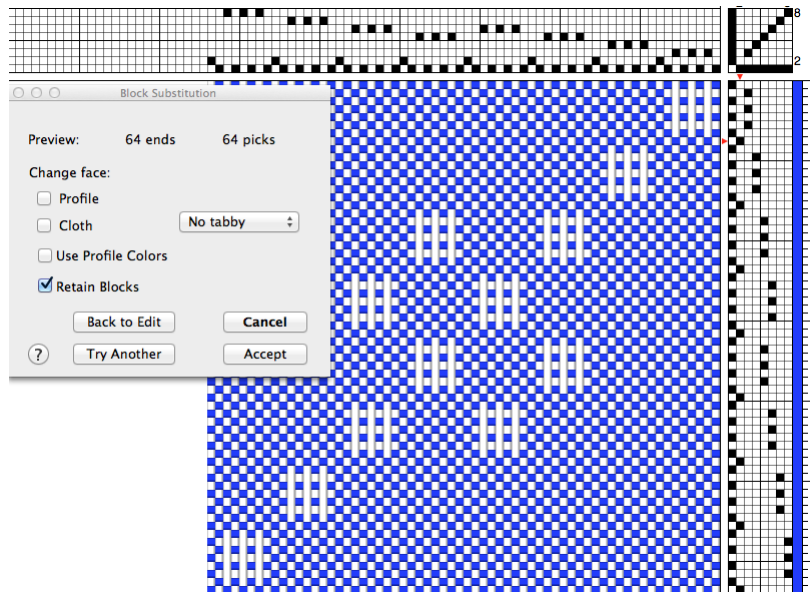 8
2
Block Substitution
Preview: 64 ends 64 picks
Change face:
Profile
Cloth No tabby
Use Profile Colors
Retain Blocks
Back to Edit Cancel
? Try Another Accept